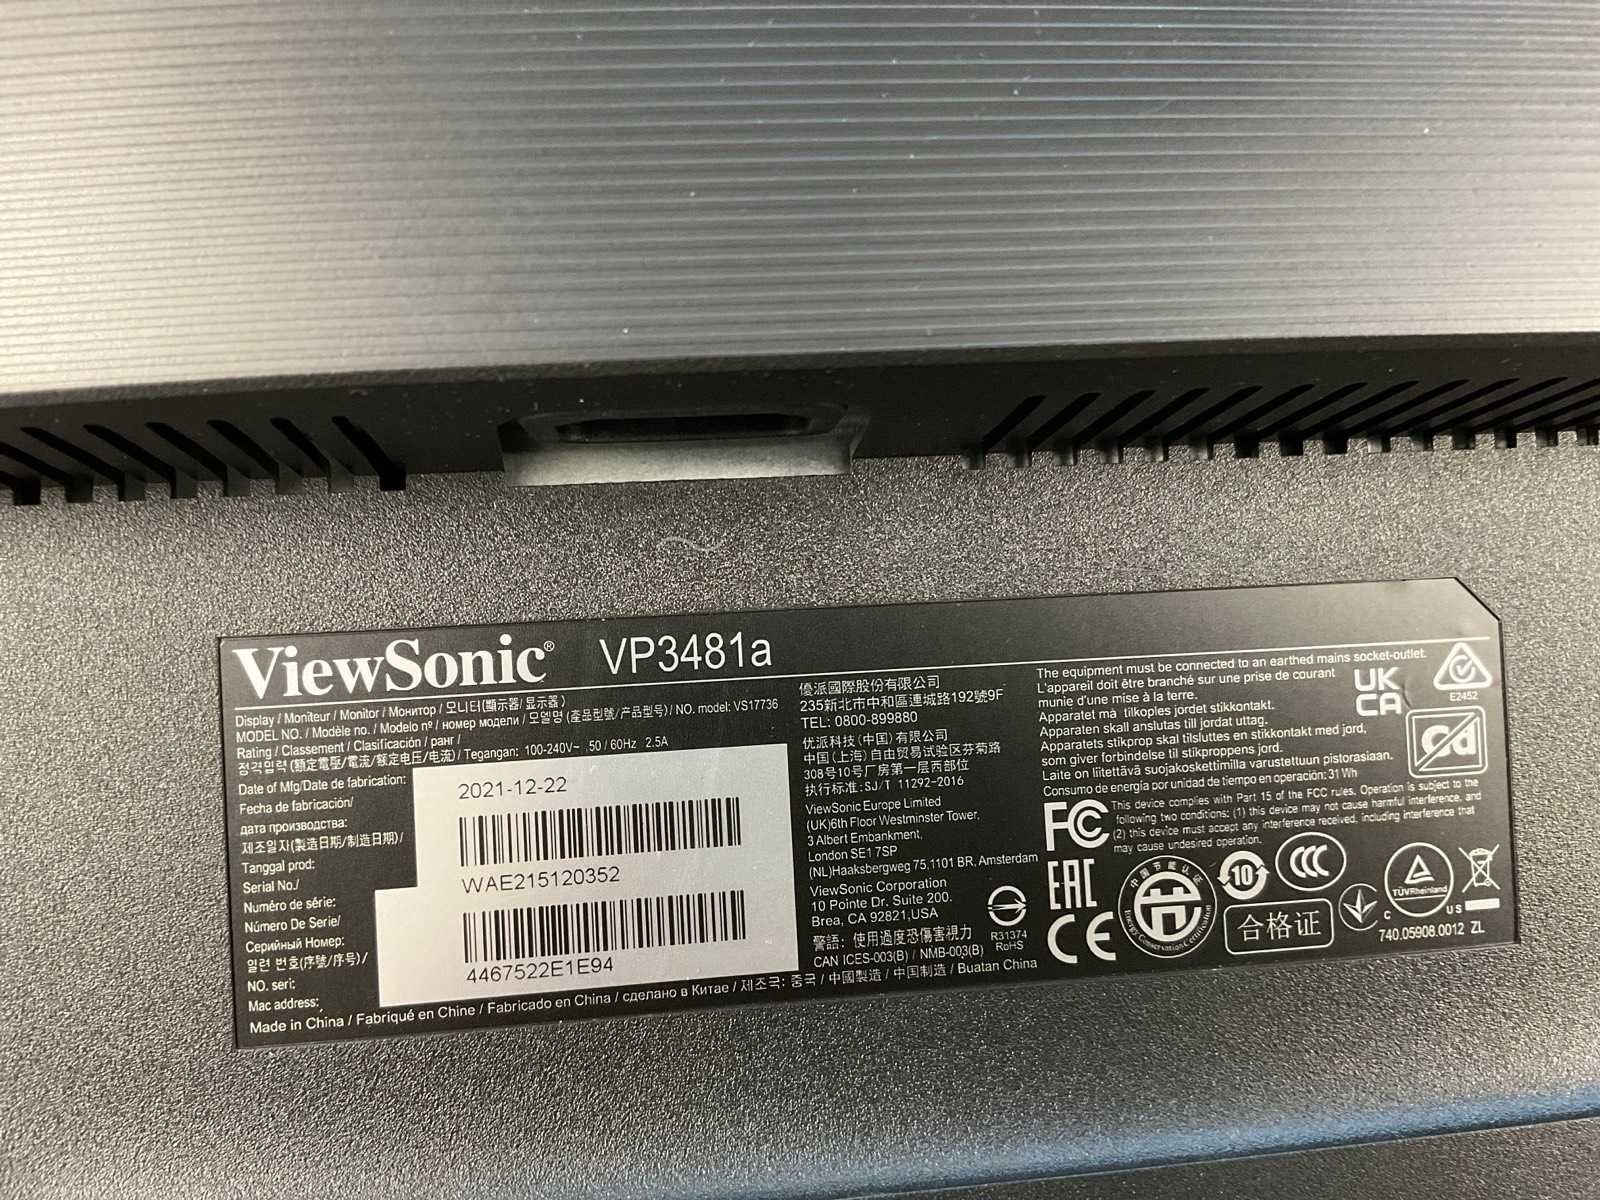 ViewSonic® VP3481a
Display / Moniteur / Monitor / Монитор / 모니터(顯示器/显示器)
MODEL NO. / Modèle no. / Modelo nº / номер модели / 모델명 (產品型號/产品型号) / NO. model: VS17736
Rating / Classement / Clasificación / ранг /
정격입력 (額定電壓/電流/额定电压/电流) / Tegangan: 100-240V~ , 50 / 60Hz 2.5A
Date of Mfg/Date de fabrication:
Fecha de fabricación/
дата производства:
제조일자(製造日期/制造日期)/
Tanggal prod:
Serial No./
Numéro de série:
Número De Serie/
Серийный Номер:
일련 번호(序號/序号)/
NO. seri:
Mac address:
2021-12-22
WAE215120352
4467522E1E94
Made in China / Fabriqué en Chine / Fabricado en China / сделано в Китае / 제조국: 중국 / 中國製造 / 中国制造 / Buatan China
優派國際股份有限公司
235新北市中和區連城路192號9F
TEL: 0800-899880
优派科技(中国)有限公司
中国(上海)自由贸易试验区芬菊路
308号10号厂房第一层西部位
执行标准:SJ/T 11292-2016
ViewSonic Europe Limited
(UK)6th Floor Westminster Tower,
3 Albert Embankment,
London SE1 7SP
(NL)Haaksbergweg 75,1101 BR, Amsterdam
ViewSonic Corporation
10 Pointe Dr. Suite 200.
Brea, CA 92821,USA
警語: 使用過度恐傷害視力
CAN ICES-003(B) / NMB-003(B)
R31374
RoHS
The equipment must be connected to an earthed mains socket-outlet.
L'appareil doit être branché sur une prise de courant
munie d'une mise à la terre.
Apparatet må tilkoples jordet stikkontakt.
Apparaten skall anslutas till jordat uttag.
Apparatets stikprop skal tilsluttes en stikkontakt med jord,
som giver forbindelse til stikproppens jord.
Laite on liitettävä suojakoskettimilla varustettuun pistorasiaan.
Consumo de energía por unidad de tiempo en operación: 31 Wh
UK
CA
E2452
FC
This device complies with Part 15 of the FCC rules. Operation is subject to the
following two conditions: (1) this device may not cause harmful interference, and
(2) this device must accept any interference received, including interference that
may cause undesired operation.
EAC
CE
中国节能认证
Energy Conservation Certification
10
CCC
合格证
TÜVRheinland
C US
740.05908.0012 ZL